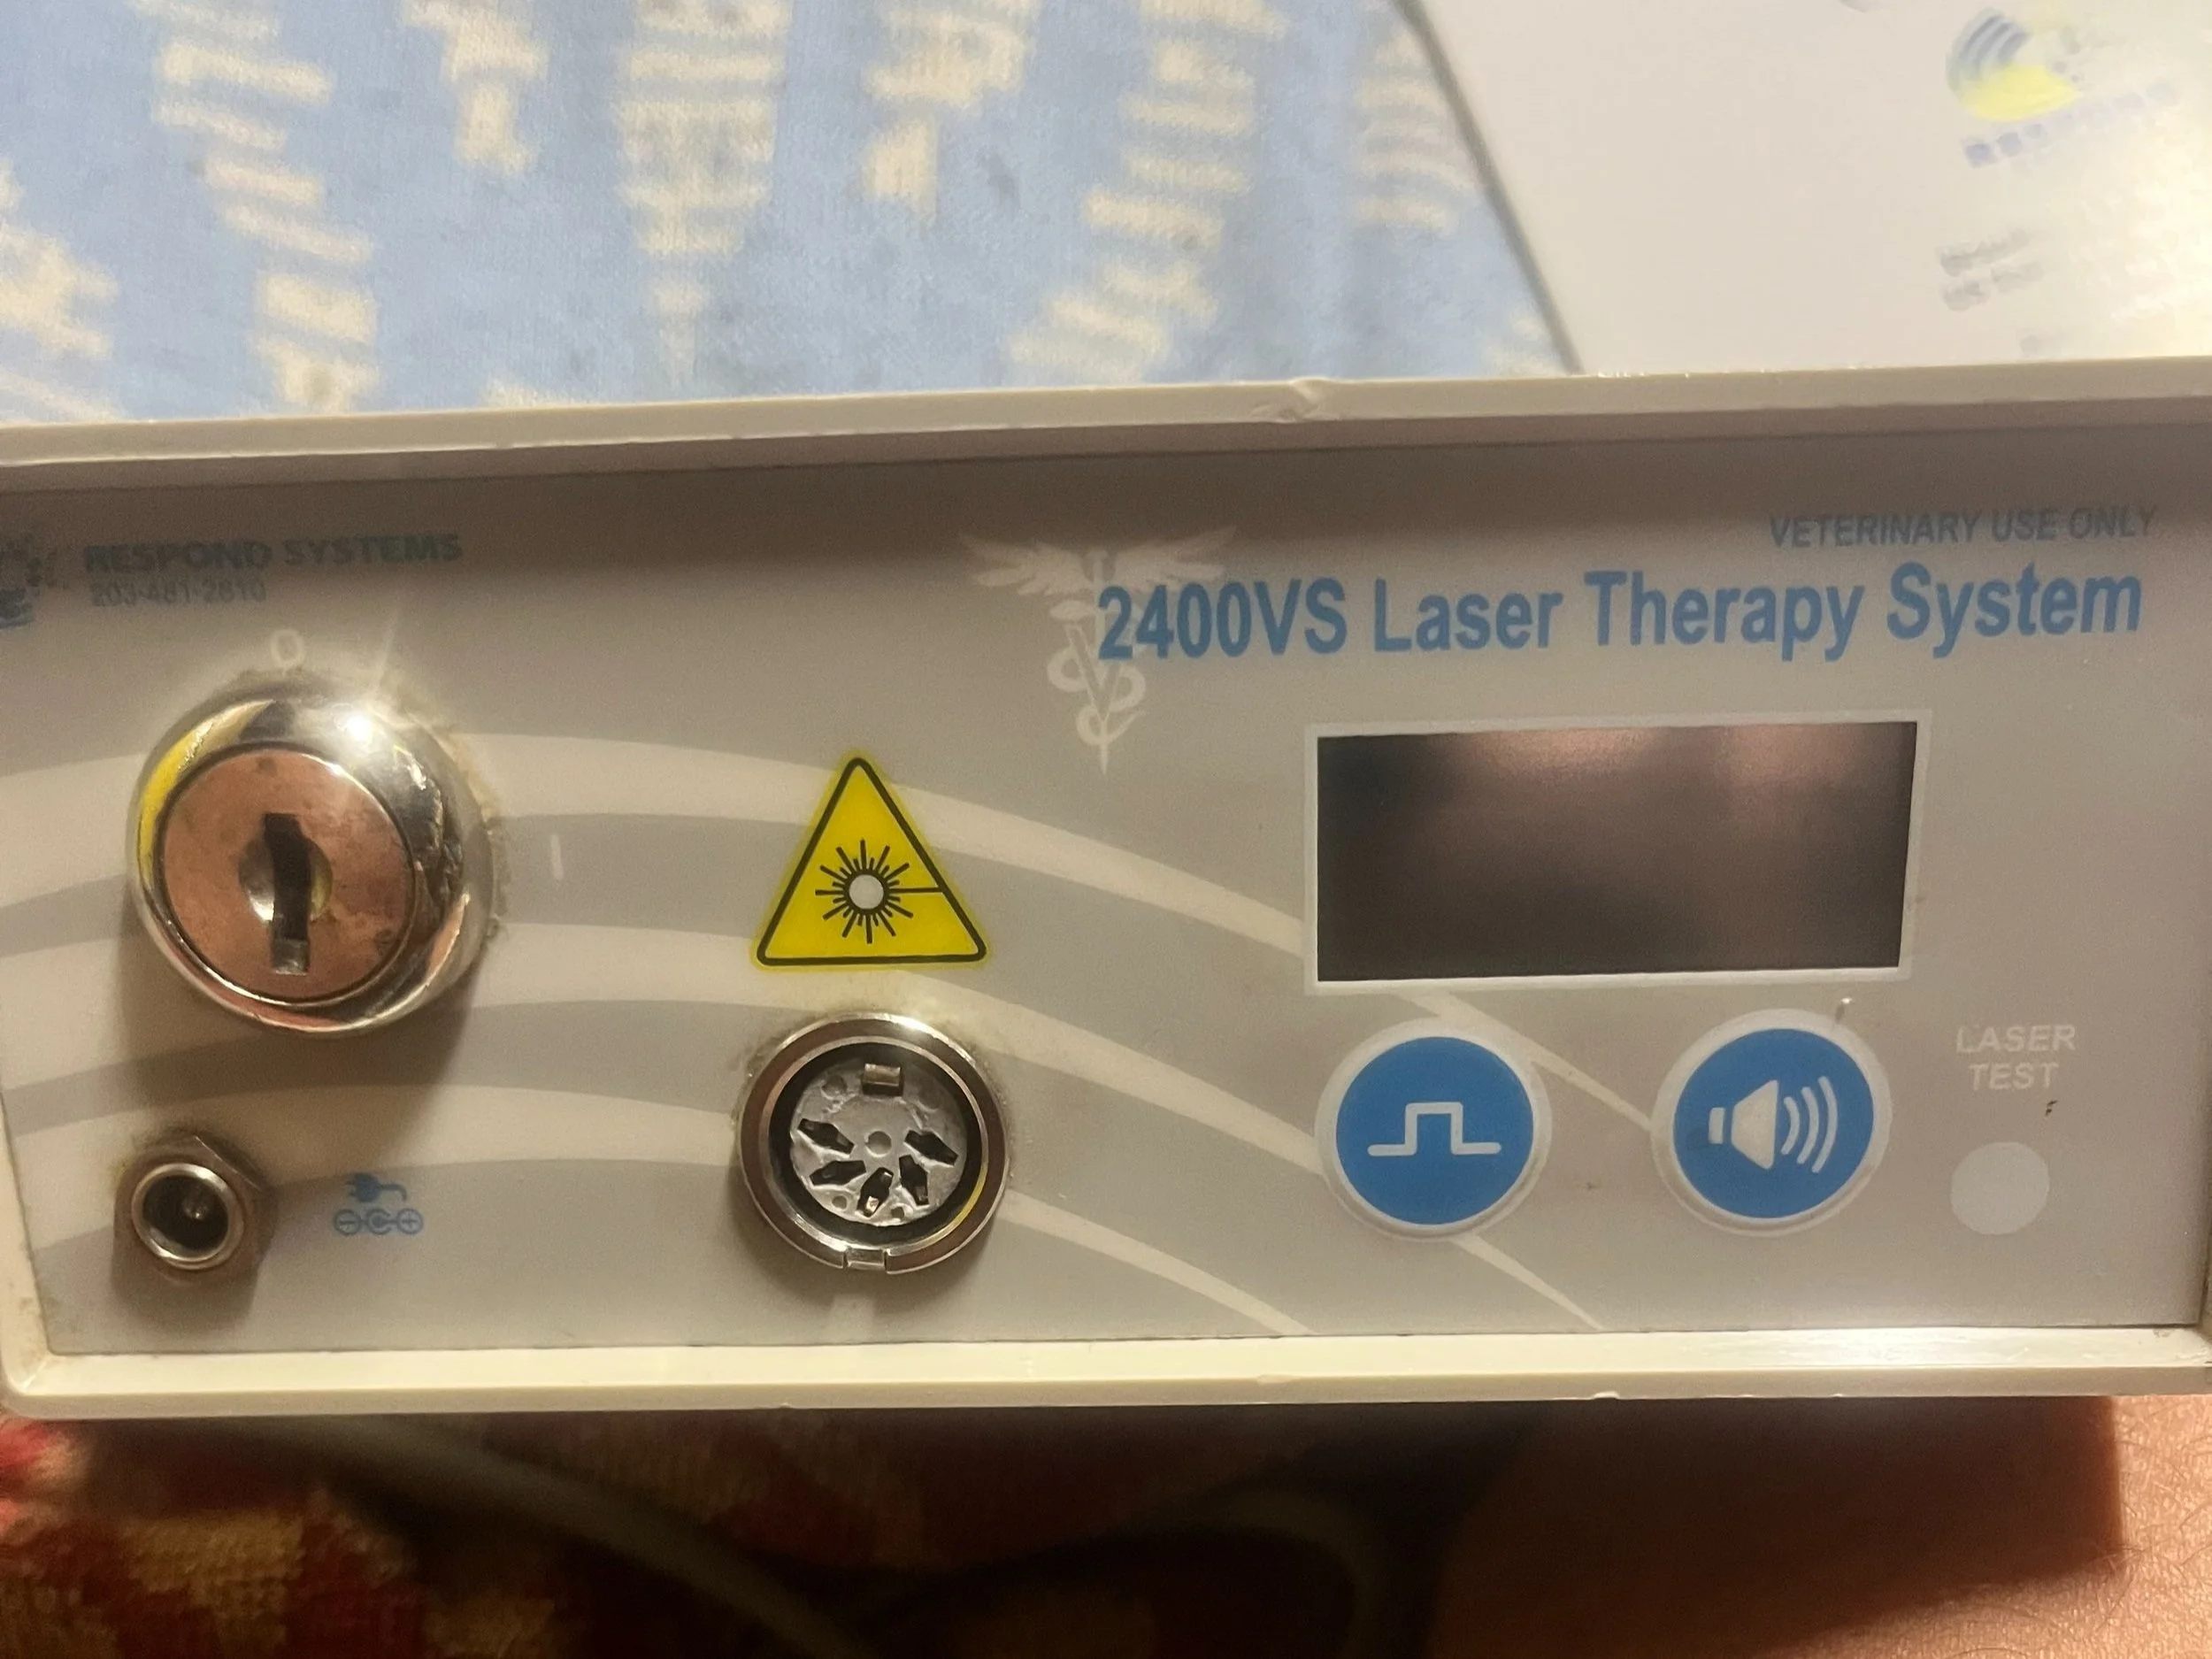 RESPOND SYSTEMS
203-481-2810
VETERINARY USE ONLY
2400VS Laser Therapy System
O
I
V
LASER
TEST